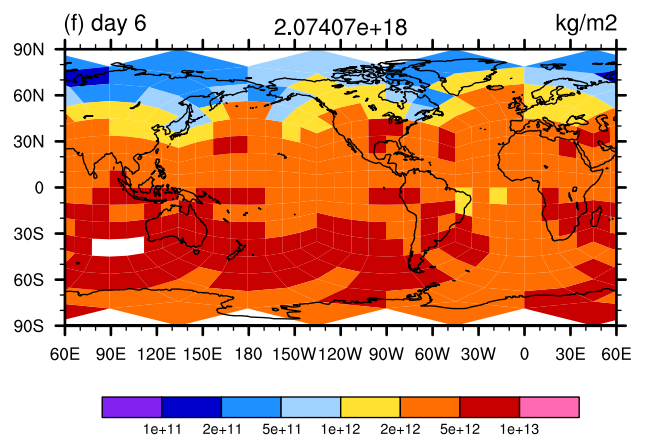 (f) day 6 2.07407e+18 kg/m2
90N
60N
30N
0
30S
60S
90S
60E 90E 120E 150E 180 150W 120W 90W 60W 30W 0 30E 60E
1e+11 2e+11 5e+11 1e+12 2e+12 5e+12 1e+13